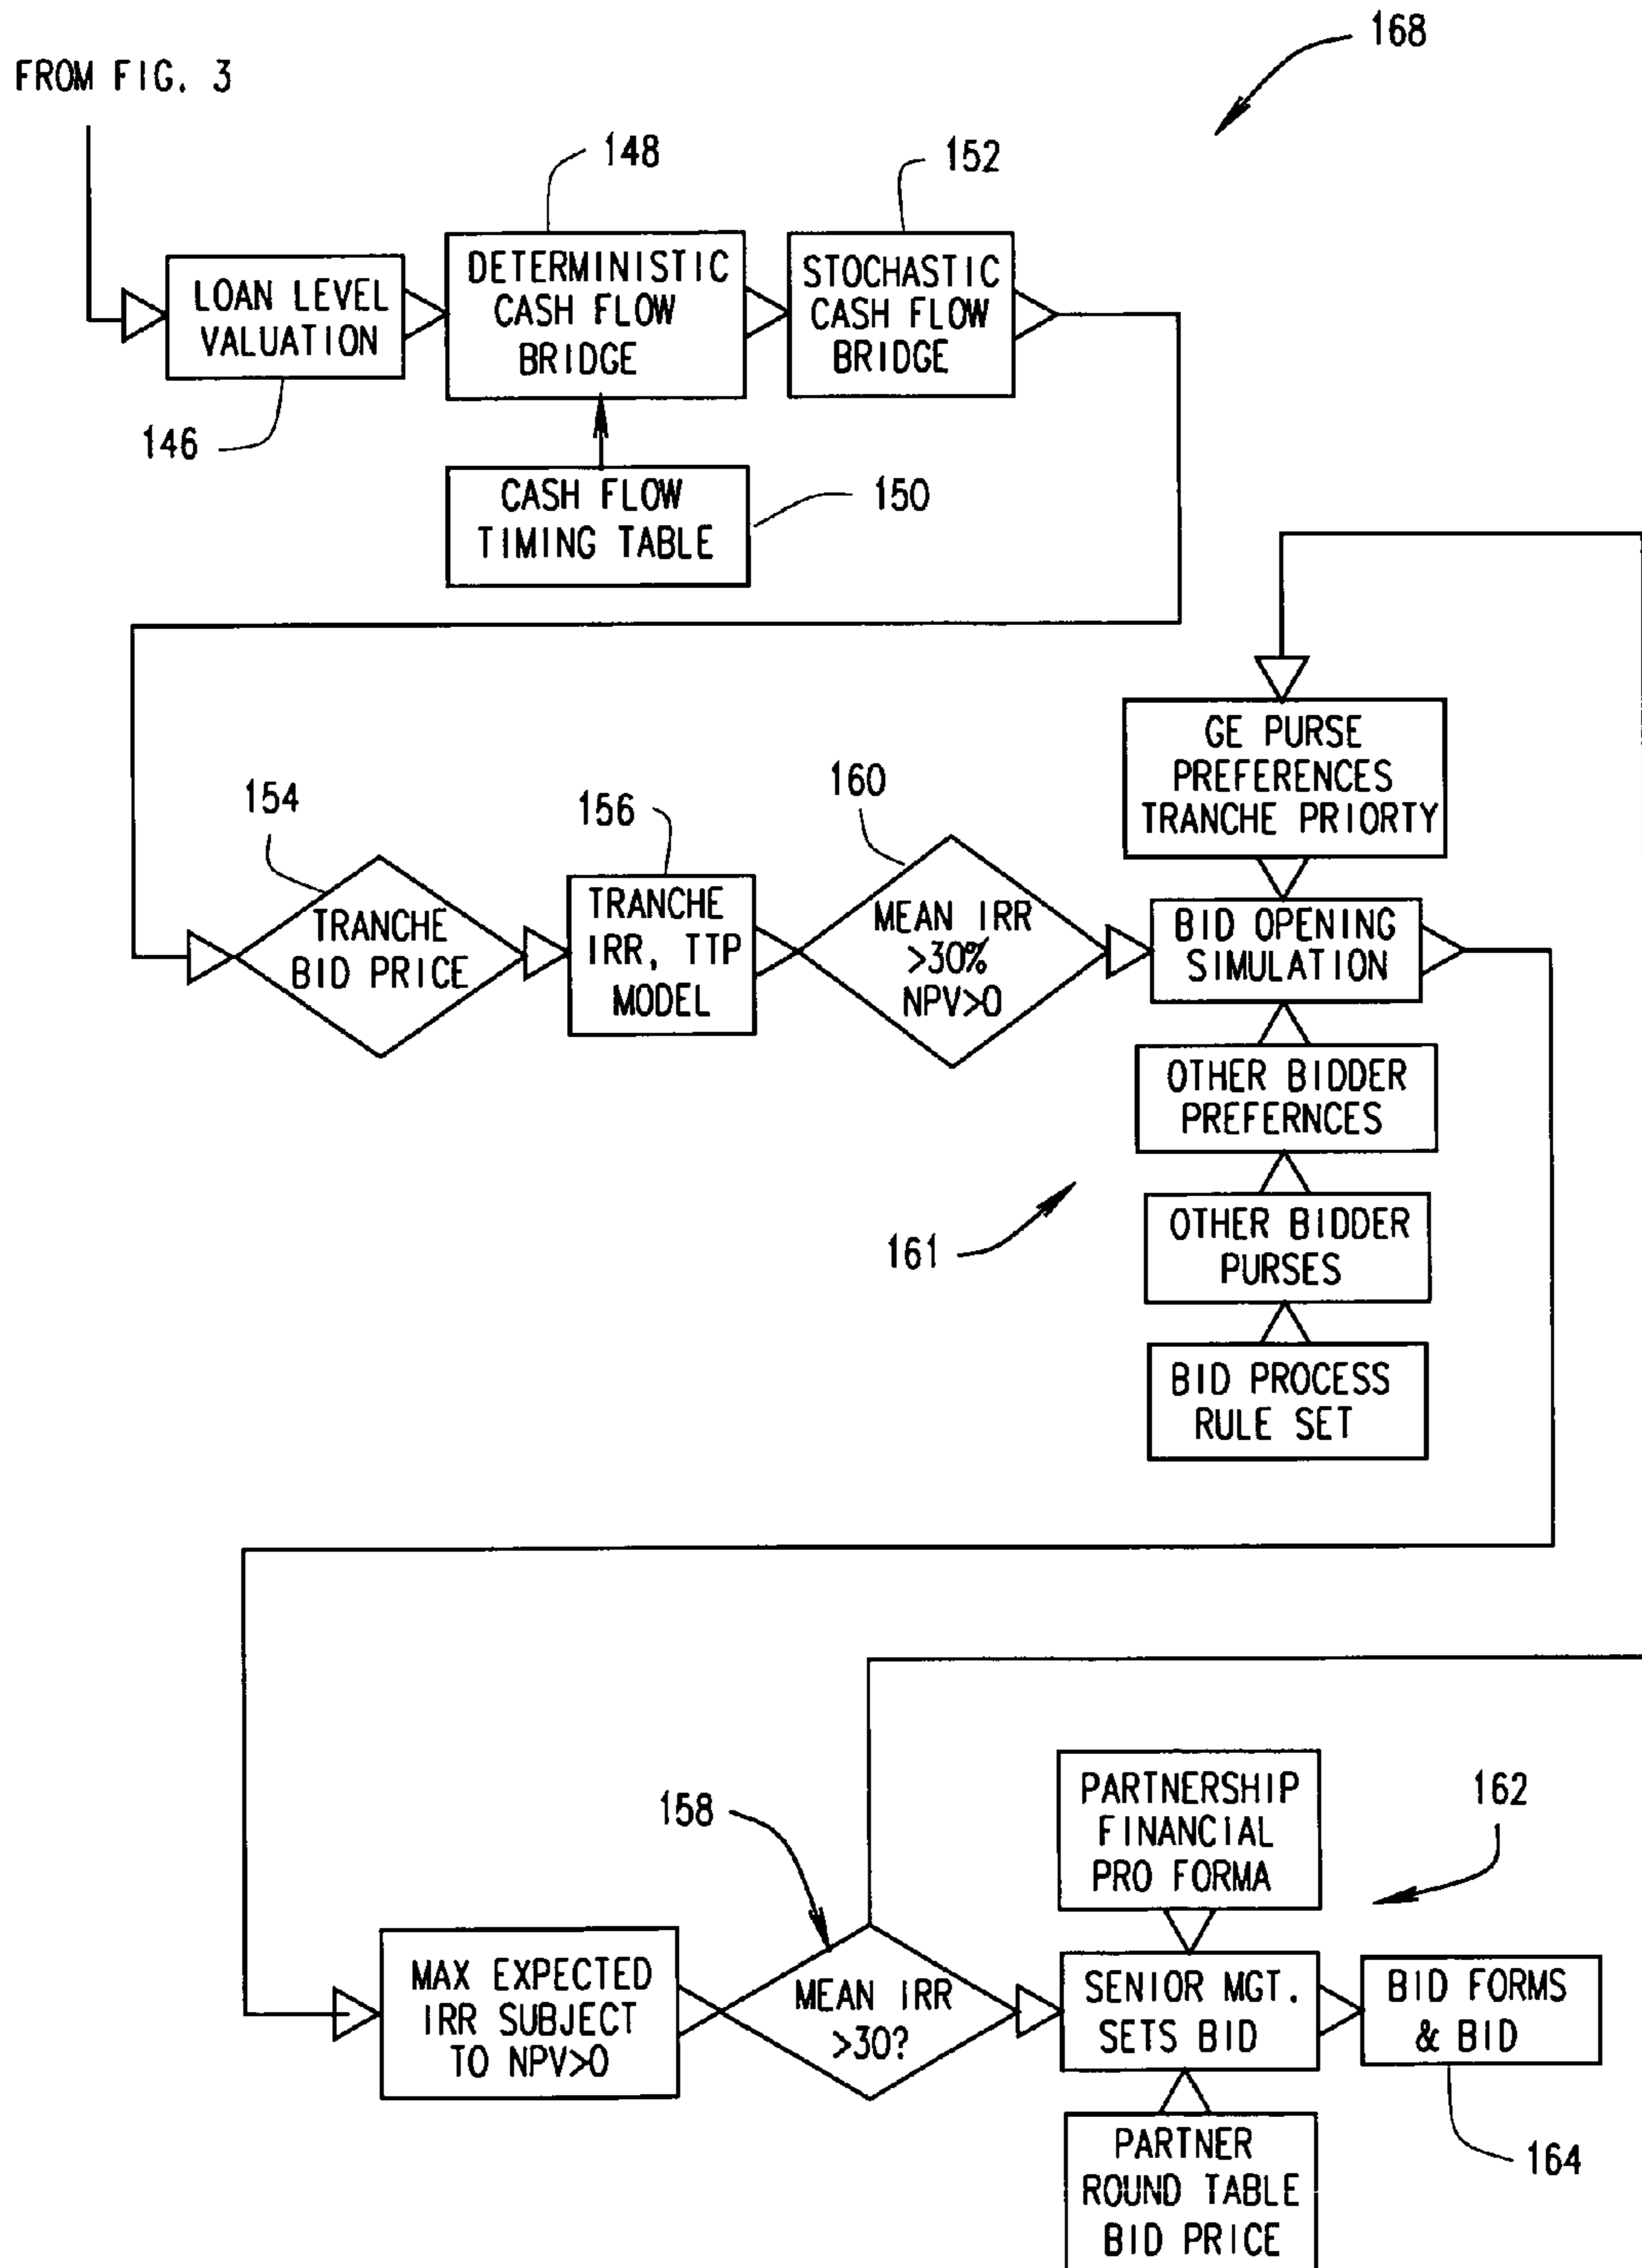 168
FROM FIG. 3
148
152
LOAN LEVEL
VALUATION
DETERMINISTIC
CASH FLOW
BRIDGE
STOCHASTIC
CASH FLOW
BRIDGE
146
CASH FLOW
TIMING TABLE
150
GE PURSE
PREFERENCES
TRANCHE PRIORTY
154
156
160
TRANCHE
BID PRICE
TRANCHE
IRR, TTP
MODEL
MEAN IRR
>30%
NPV>0
BID OPENING
SIMULATION
OTHER BIDDER
PREFERNCES
161
OTHER BIDDER
PURSES
BID PROCESS
RULE SET
158
PARTNERSHIP
FINANCIAL
PRO FORMA
162
MAX EXPECTED
IRR SUBJECT
TO NPV>0
MEAN IRR
>30?
SENIOR MGT.
SETS BID
BID FORMS
& BID
PARTNER
ROUND TABLE
BID PRICE
164